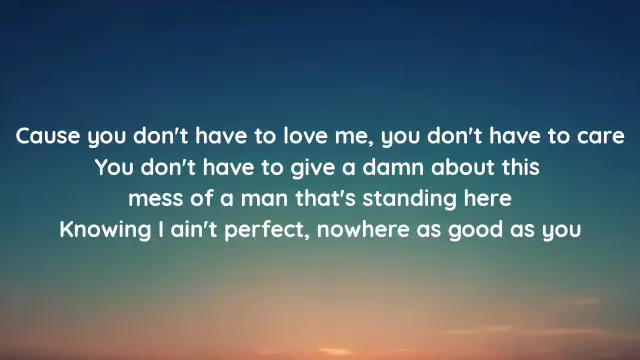 Cause you don't have to love me, you don't have to care
You don't have to give a damn about this
mess of a man that's standing here
Knowing I ain't perfect, nowhere as good as you